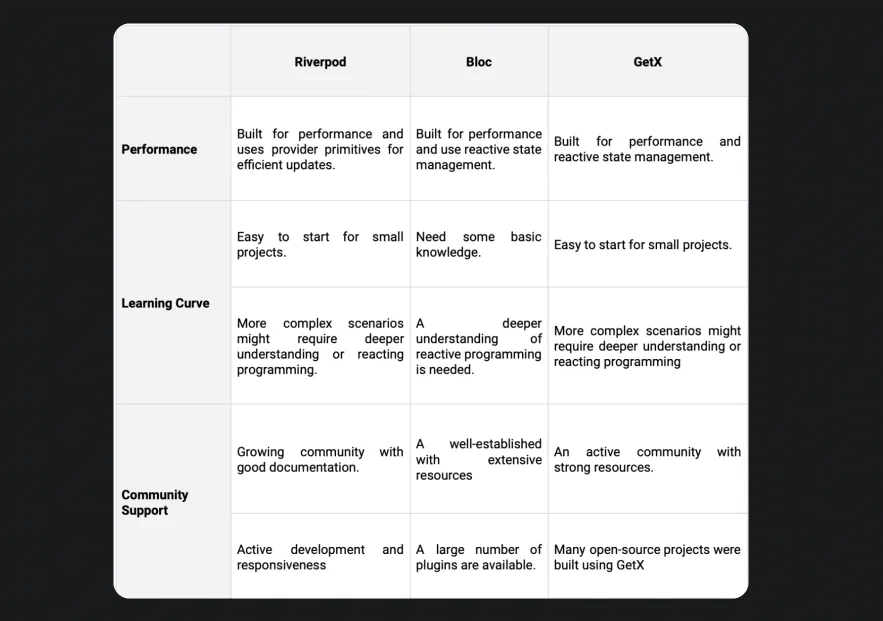 Riverpod Bloc GetX
Performance
Built for performance and
uses provider primitives for
efficient updates.
Built for performance
and use reactive state
management.
Built for performance and
reactive state management.
Learning Curve
Easy to start for small
projects.
Need some basic
knowledge.
Easy to start for small projects.
More complex scenarios
might require deeper
understanding or reacting
programming.
A deeper
understanding of
reactive programming
is needed.
More complex scenarios might
require deeper understanding or
reacting programming
Community
Support
Growing community with
good documentation.
A well-established
with extensive
resources
An active community with
strong resources.
Active development and
responsiveness
A large number of
plugins are available.
Many open-source projects were
built using GetX